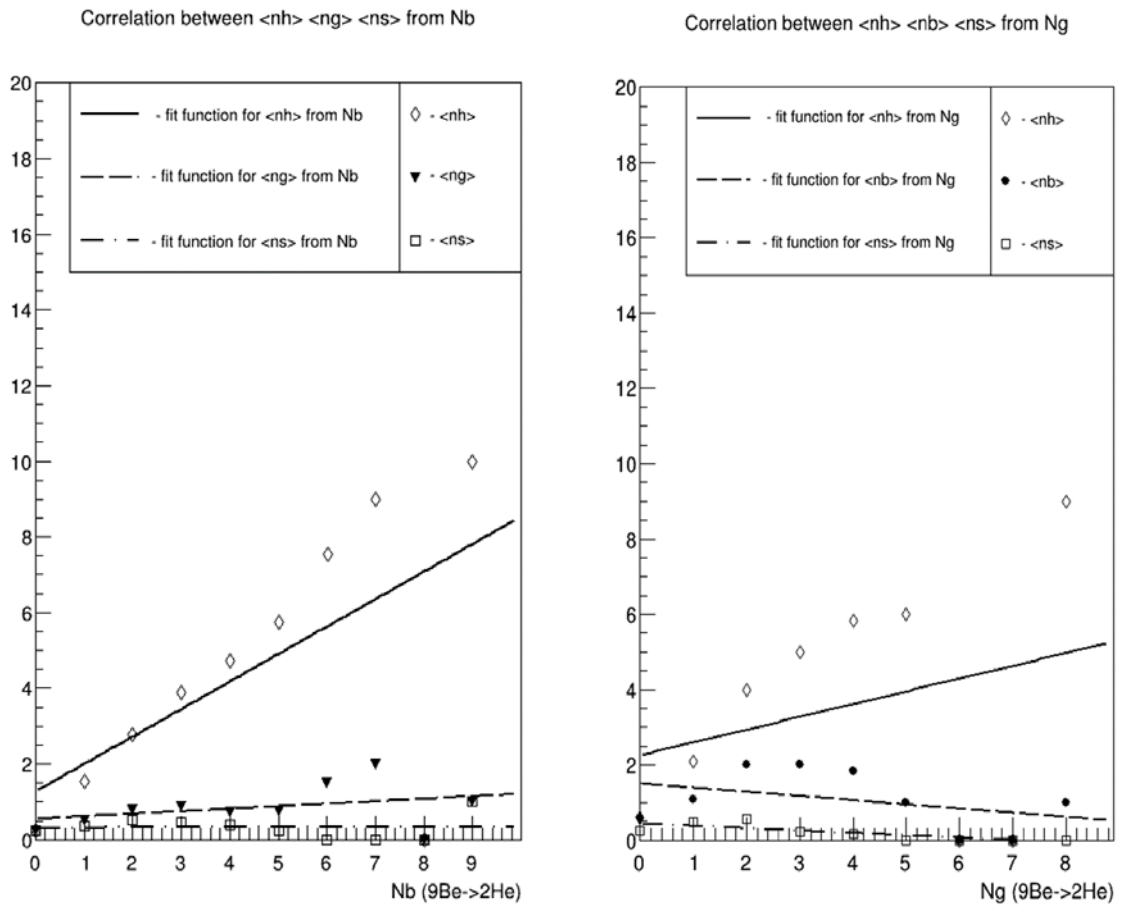 Correlation between <nh> <ng> <ns> from Nb
20
18
16
14
12
10
8
6
4
2
0
- fit function for <nh> from Nb
- fit function for <ng> from Nb
- fit function for <ns> from Nb
- <nh>
- <ng>
- <ns>
0 1 2 3 4 5 6 7 8 9
Nb (9Be->2He)
Correlation between <nh> <nb> <ns> from Ng
20
18
16
14
12
10
8
6
4
2
0
- fit function for <nh> from Ng
- fit function for <nb> from Ng
- fit function for <ns> from Ng
- <nh>
- <nb>
- <ns>
0 1 2 3 4 5 6 7 8
Ng (9Be->2He)